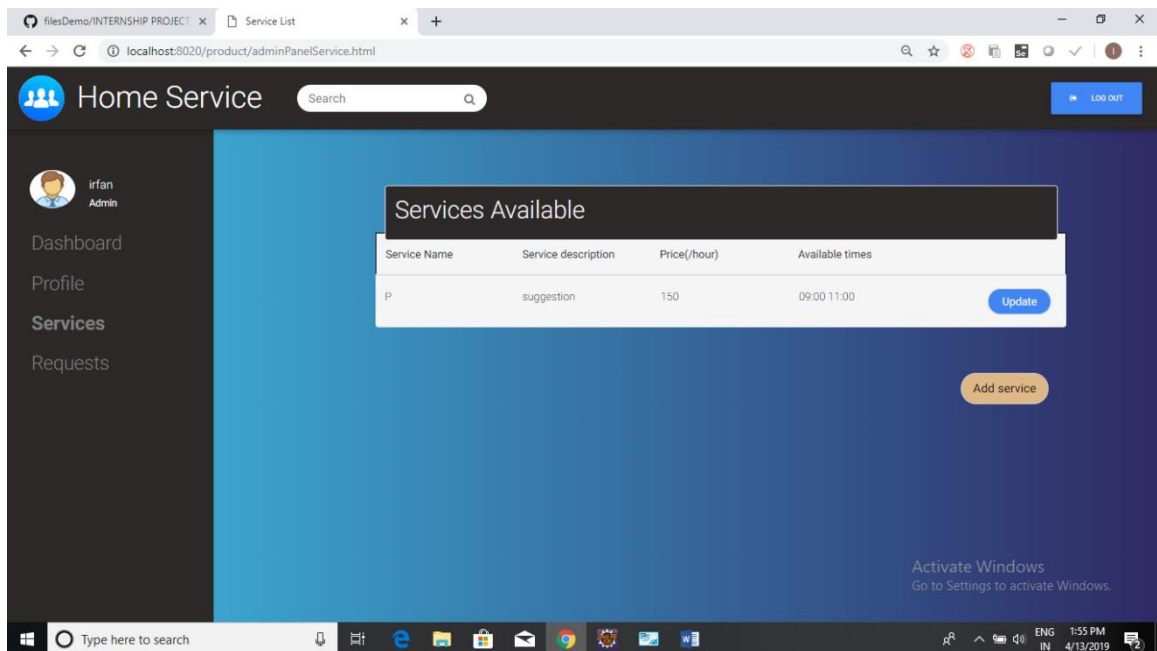 filesDemo/INTERNSHIP PROJECT
Service List
localhost:8020/product/adminPanelService.html
Se
I
Home Service
Search
LOG OUT
irfan
Admin
Dashboard
Profile
Services
Requests
Services Available
Service Name Service description Price(/hour) Available times
P suggestion 150 09:00 11:00 Update
Add service
Activate Windows
Go to Settings to activate Windows.
Type here to search
ENG
IN
1:55 PM
4/13/2019
2